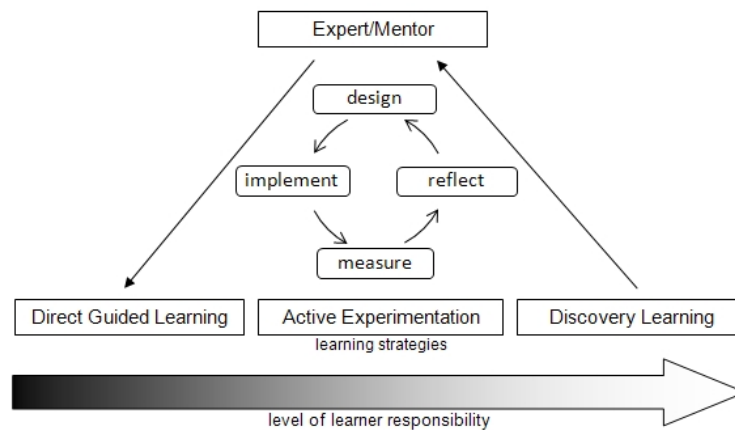 Expert/Mentor
design
implement
reflect
measure
Direct Guided Learning
Active Experimentation
Discovery Learning
learning strategies
level of learner responsibility